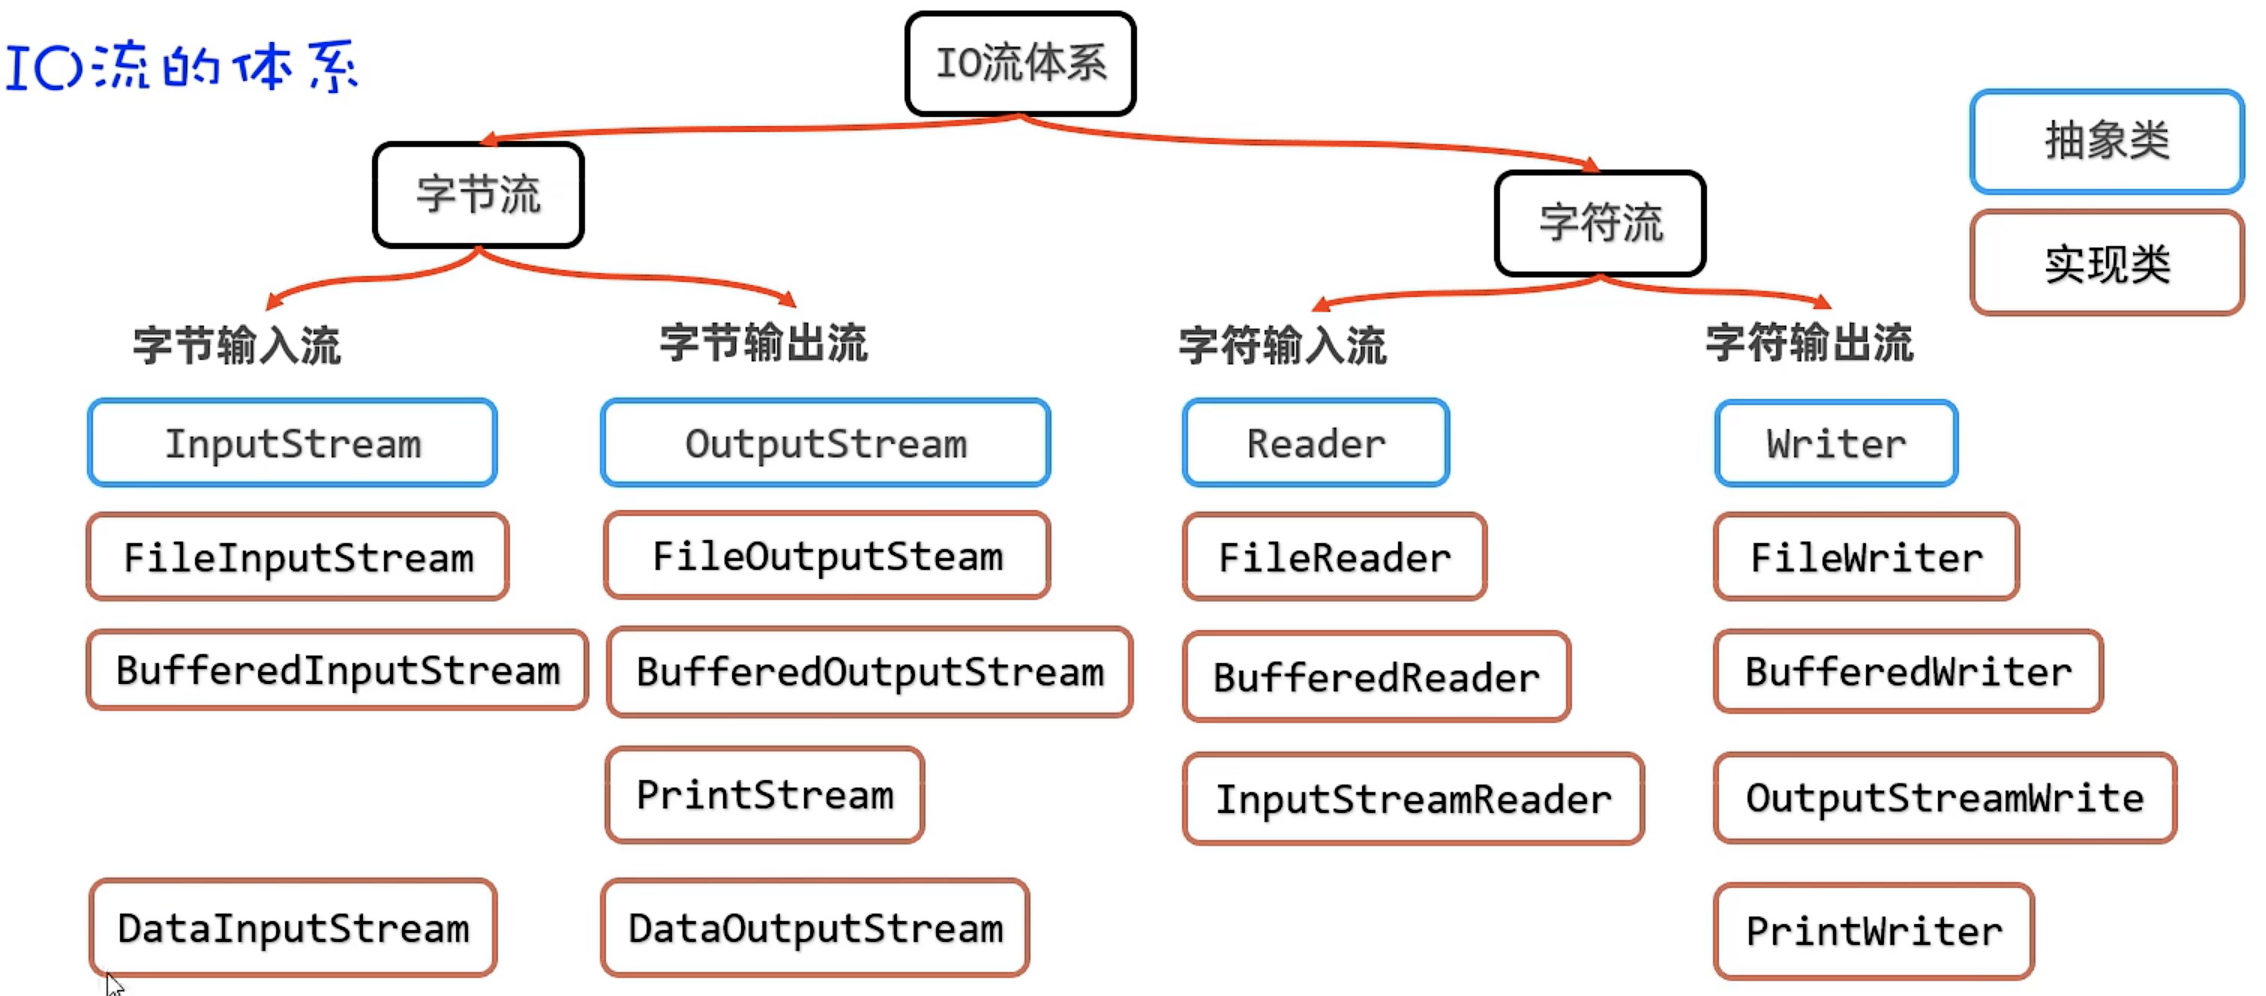 IO流的体系
IO流体系
抽象类
实现类
字节流
字符流
字节输入流
字节输出流
字符输入流
字符输出流
InputStream
OutputStream
Reader
Writer
FileInputStream
FileOutputSteam
FileReader
FileWriter
BufferedInputStream
BufferedOutputStream
BufferedReader
BufferedWriter
PrintStream
InputStreamReader
OutputStreamWrite
DataInputStream
DataOutputStream
PrintWriter